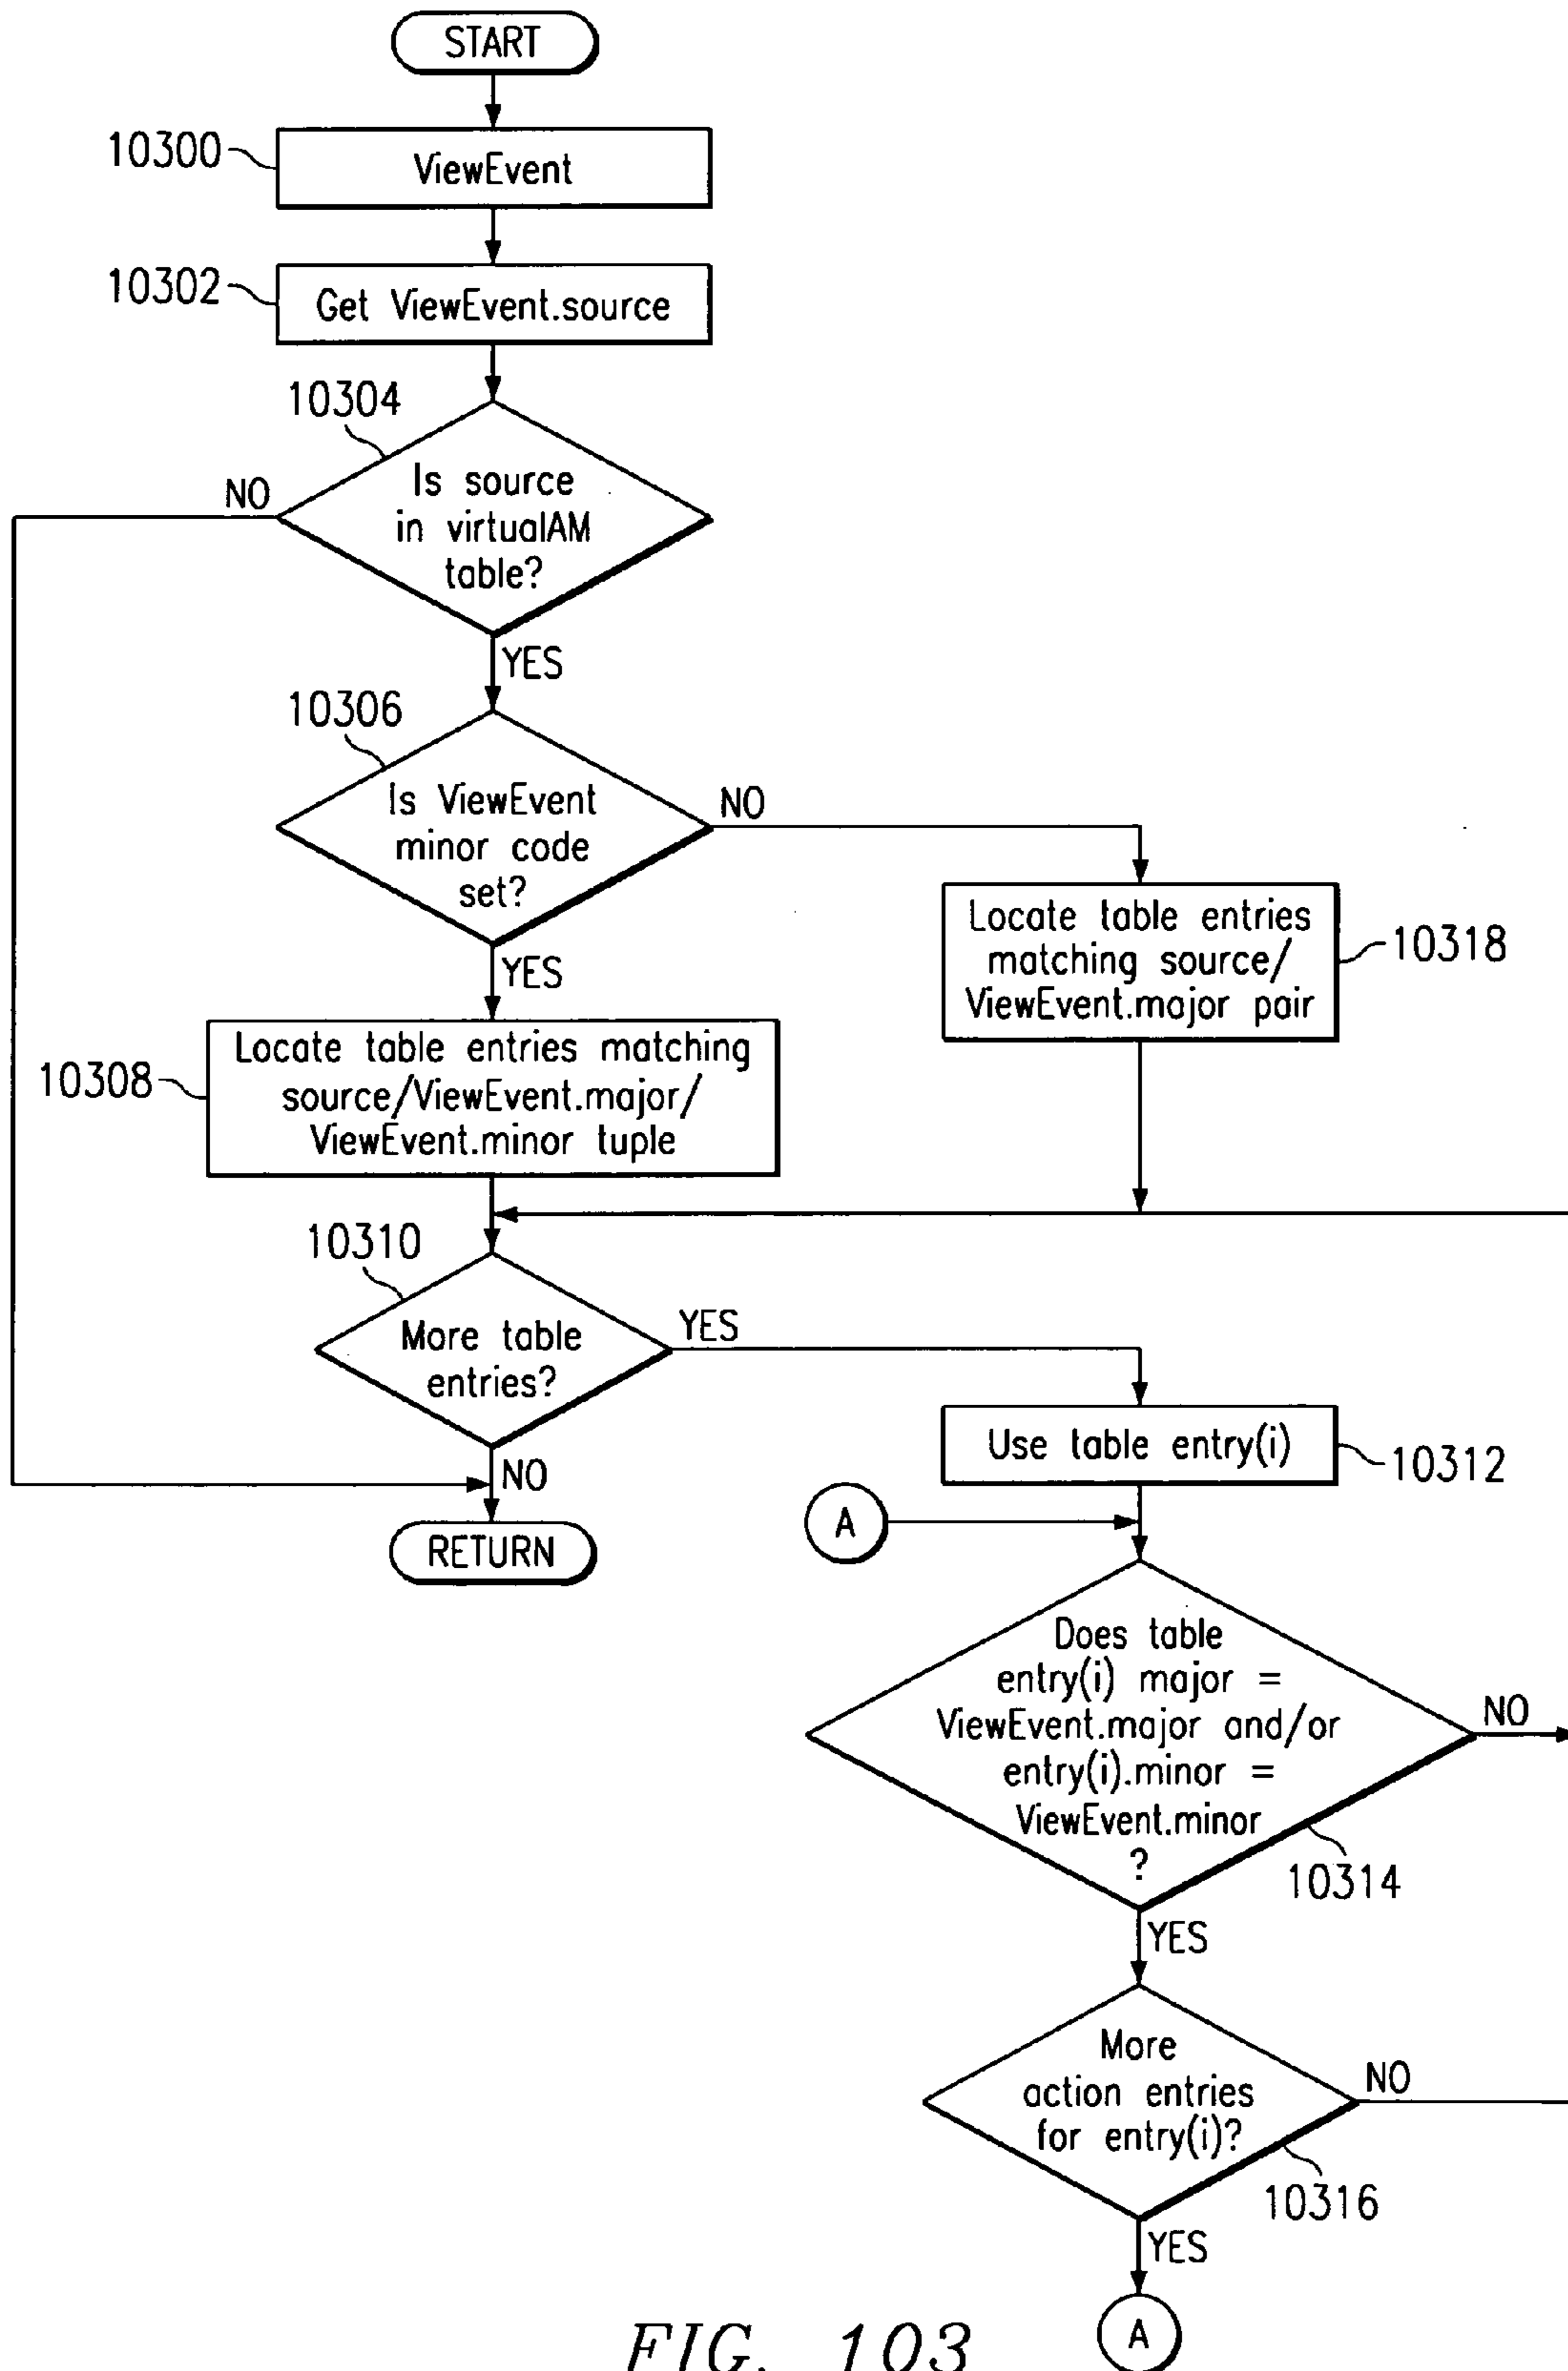 START
10300
ViewEvent
10302
Get ViewEvent.source
10304
Is source
in virtualAM
table?
NO
YES
10306
Is ViewEvent
minor code
set?
NO
YES
Locate table entries
matching source/
ViewEvent.major pair
10318
10308
Locate table entries matching
source/ViewEvent.major/
ViewEvent.minor tuple
10310
More table
entries?
YES
NO
RETURN
Use table entry(i)
10312
A
Does table
entry(i) major =
ViewEvent.major and/or
entry(i).minor =
ViewEvent.minor
?
NO
10314
YES
More
action entries
for entry(i)?
NO
10316
YES
A
FIG. 103